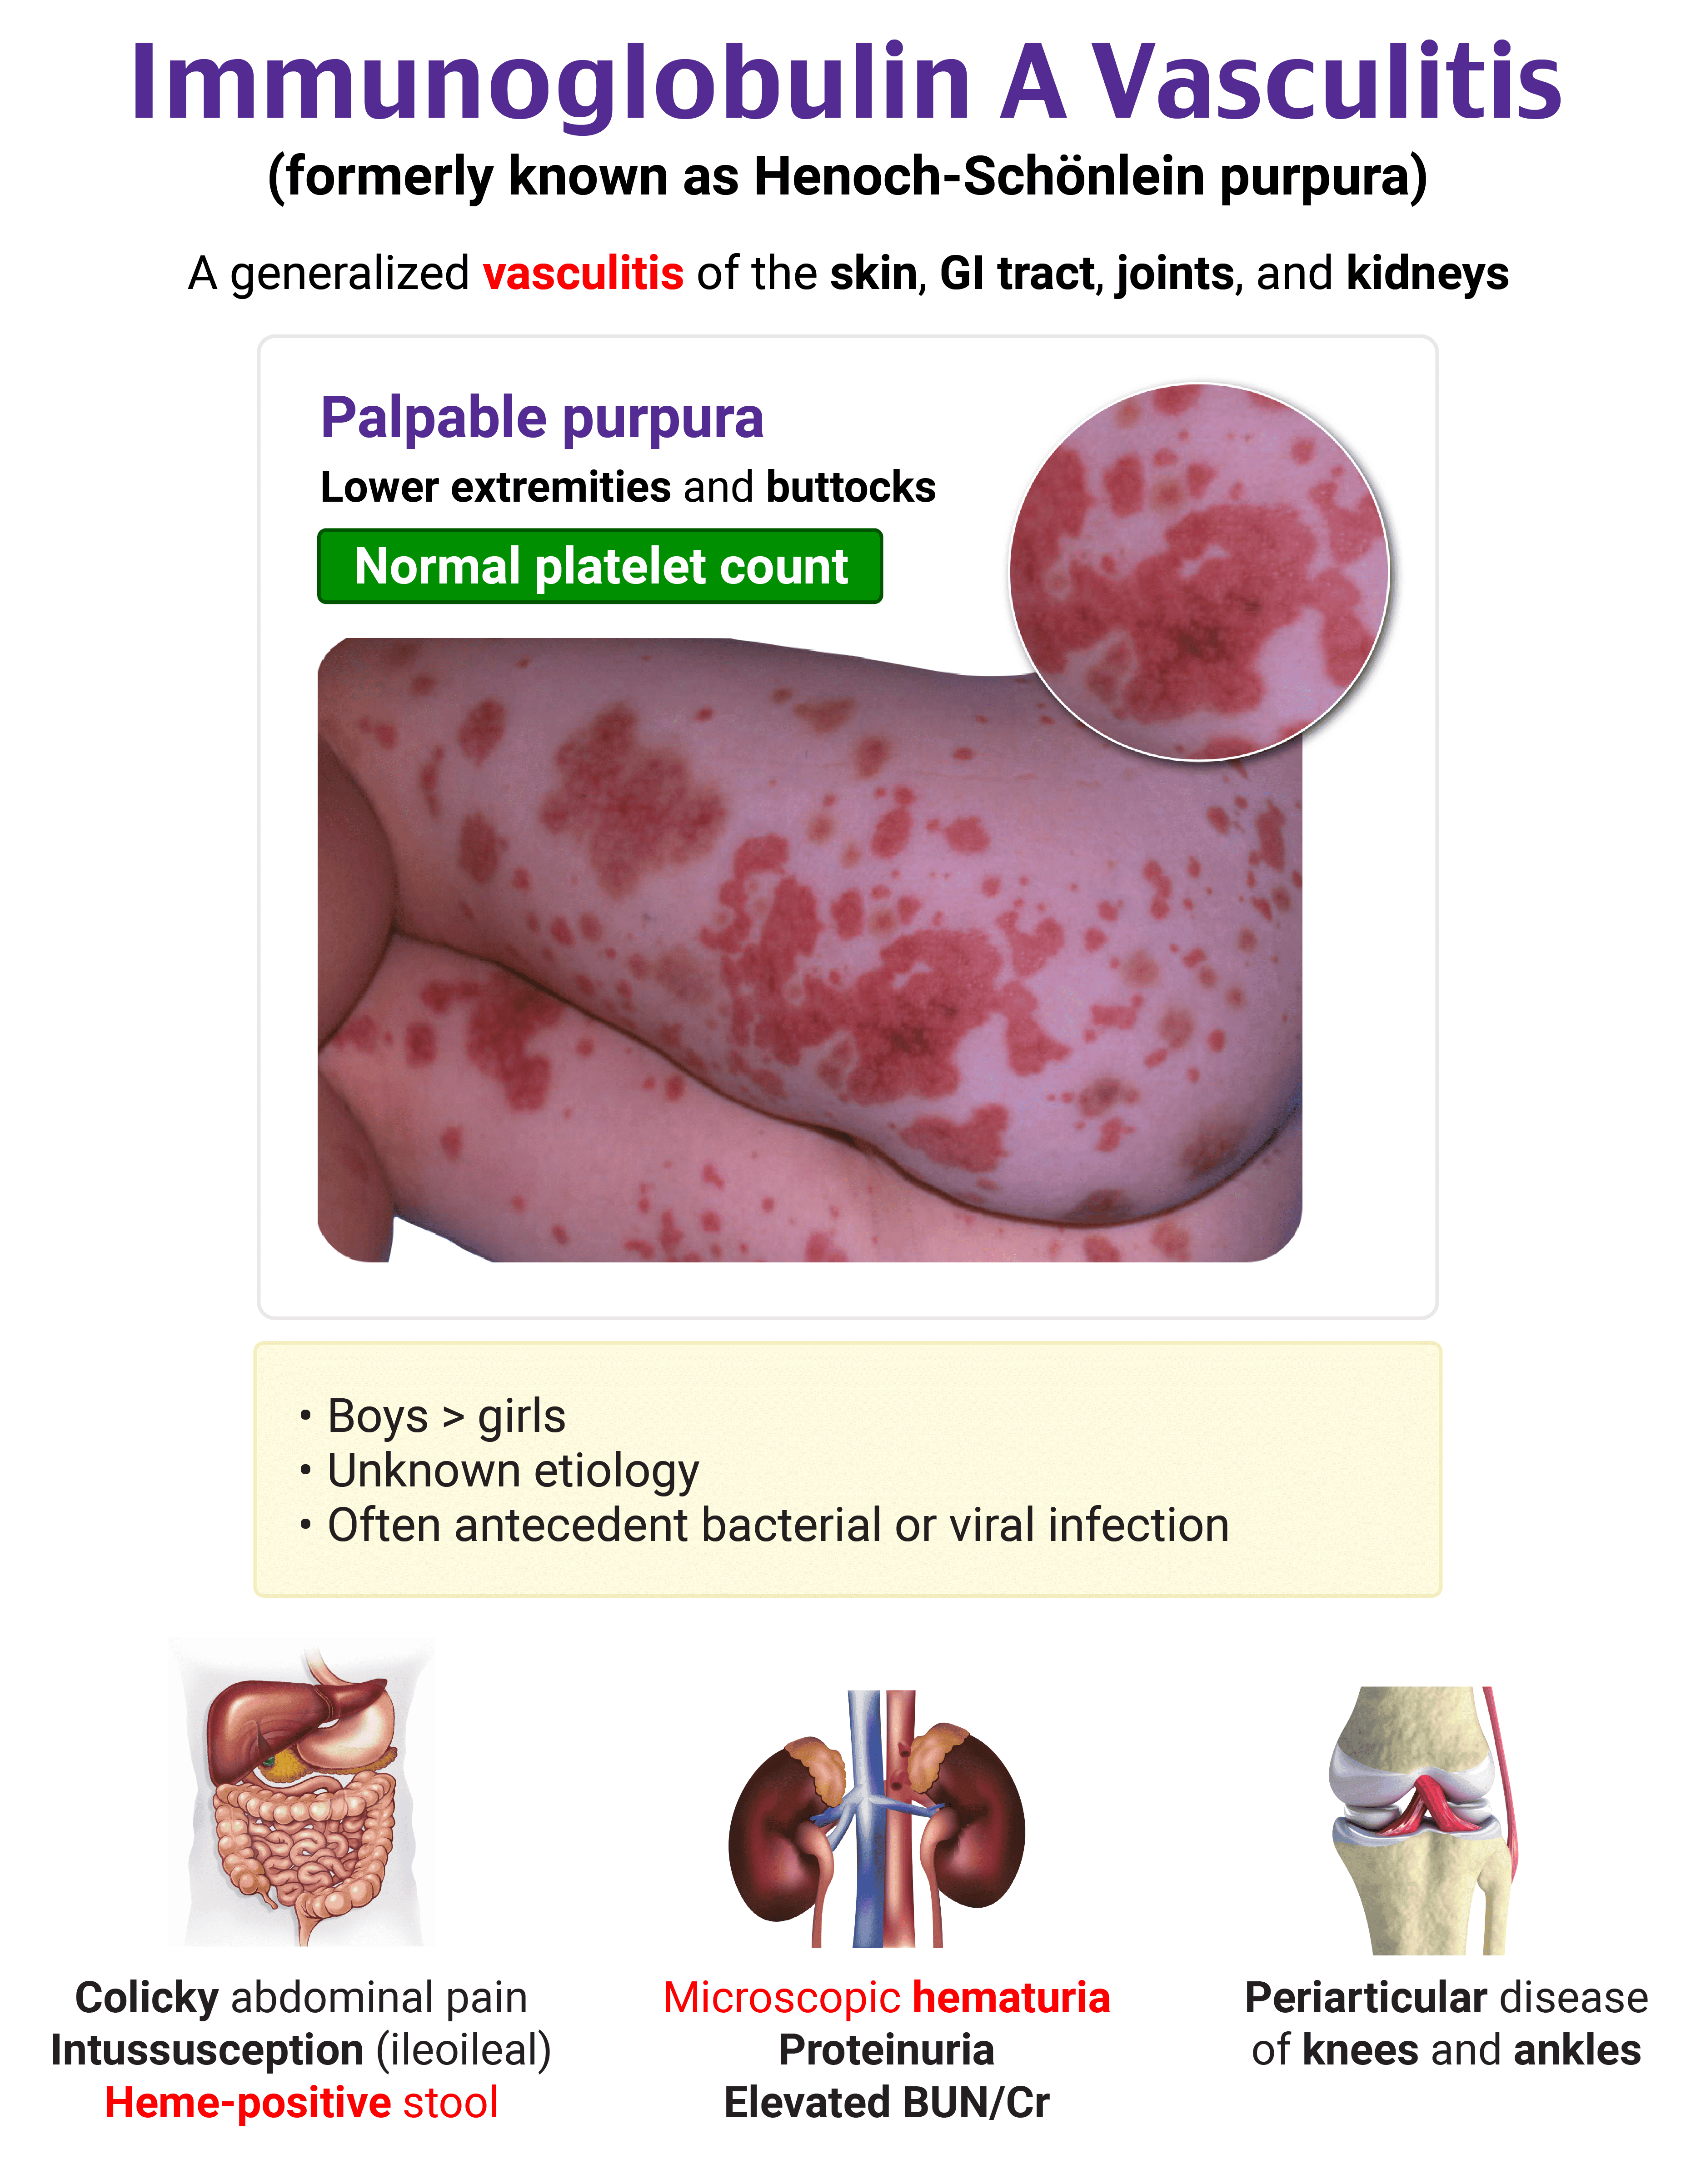 Immunoglobulin A Vasculitis
(formerly known as Henoch-Schönlein purpura)
A generalized vasculitis of the skin, GI tract, joints, and kidneys
Palpable purpura
Lower extremities and buttocks
Normal platelet count
• Boys > girls
• Unknown etiology
• Often antecedent bacterial or viral infection
Colicky abdominal pain
Intussusception (ileoileal)
Heme-positive stool
Microscopic hematuria
Proteinuria
Elevated BUN/Cr
Periarticular disease
of knees and ankles